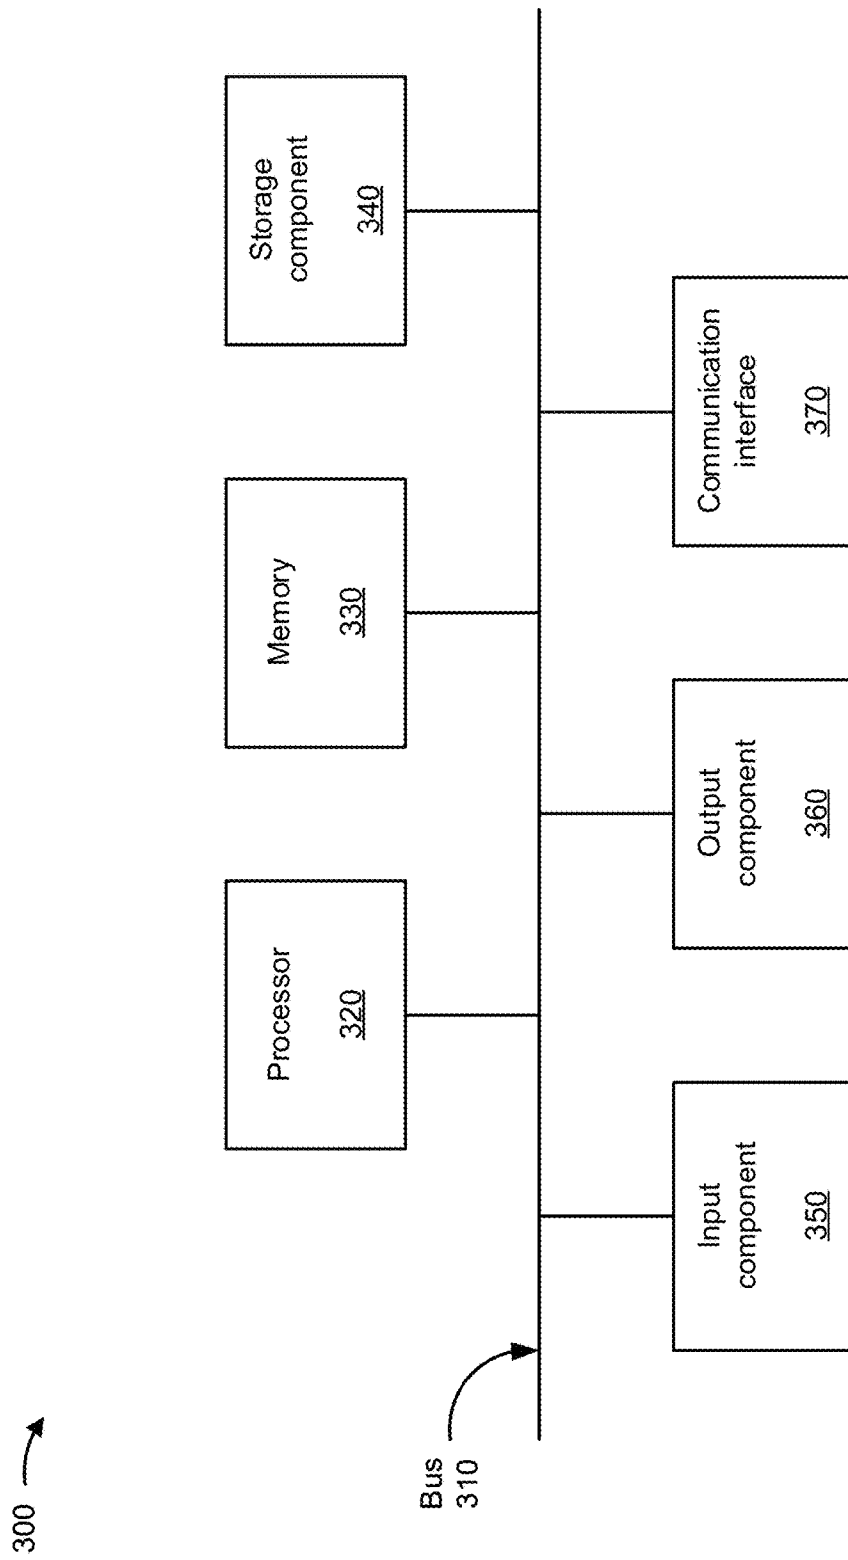 300
Processor
320
Memory
330
Storage
component
340
Bus
310
Input
component
350
Output
component
360
Communication
interface
370